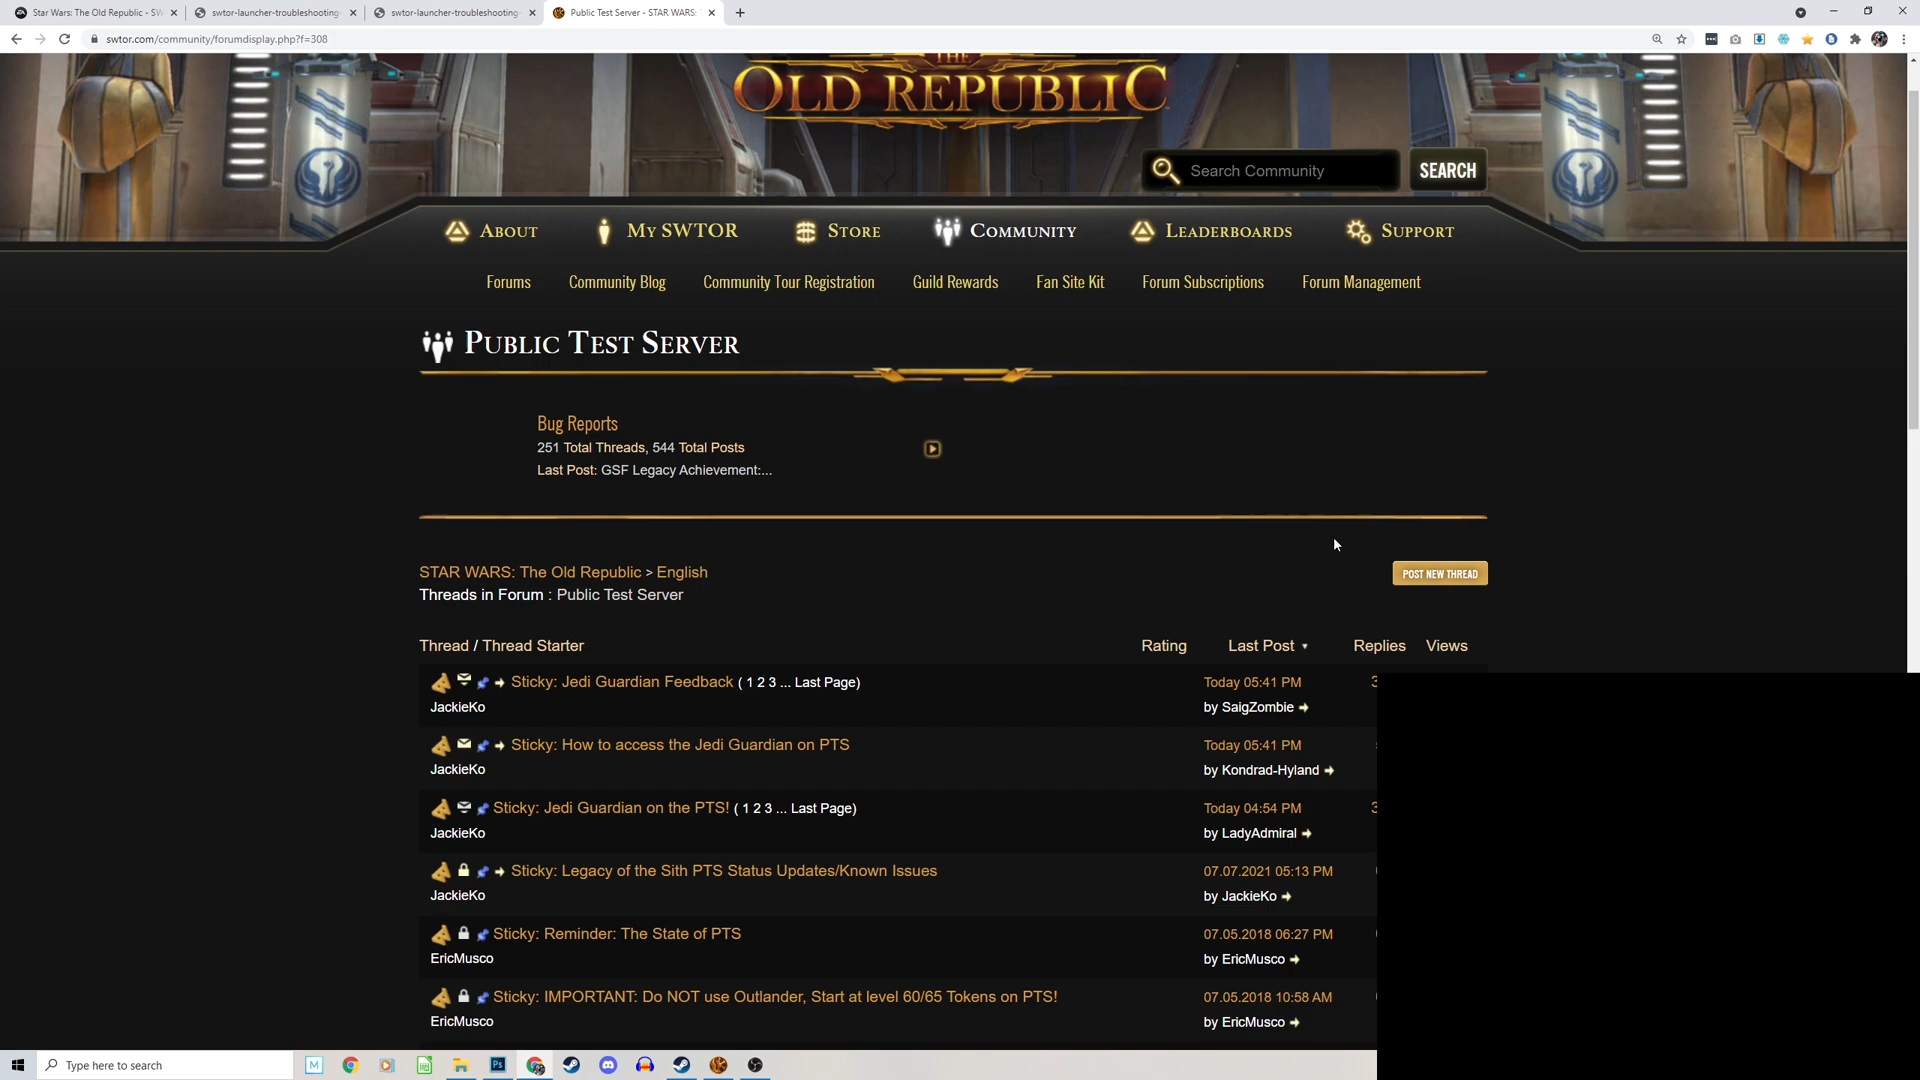 Star Wars: The Old Republic - SW
swtor-launcher-troubleshooting-
swtor-launcher-troubleshooting-
Public Test Server - STAR WARS:
swtor.com/community/forumdisplay.php?f=308
THE
OLD REPUBLIC
Search Community
SEARCH
ABOUT
MY SWTOR
STORE
COMMUNITY
LEADERBOARDS
SUPPORT
Forums
Community Blog
Community Tour Registration
Guild Rewards
Fan Site Kit
Forum Subscriptions
Forum Management
PUBLIC TEST SERVER
Bug Reports
251 Total Threads, 544 Total Posts
Last Post: GSF Legacy Achievement:...
STAR WARS: The Old Republic > English
POST NEW THREAD
Threads in Forum : Public Test Server
Thread / Thread Starter
Rating
Last Post
Replies
Views
Sticky: Jedi Guardian Feedback ( 1 2 3 ... Last Page)
Today 05:41 PM
3
JackieKo
by SaigZombie
Sticky: How to access the Jedi Guardian on PTS
Today 05:41 PM
JackieKo
by Kondrad-Hyland
Sticky: Jedi Guardian on the PTS! ( 1 2 3 ... Last Page)
Today 04:54 PM
3
JackieKo
by LadyAdmiral
Sticky: Legacy of the Sith PTS Status Updates/Known Issues
07.07.2021 05:13 PM
JackieKo
by JackieKo
Sticky: Reminder: The State of PTS
07.05.2018 06:27 PM
EricMusco
by EricMusco
Sticky: IMPORTANT: Do NOT use Outlander, Start at level 60/65 Tokens on PTS!
07.05.2018 10:58 AM
EricMusco
by EricMusco
Type here to search
M
Ps